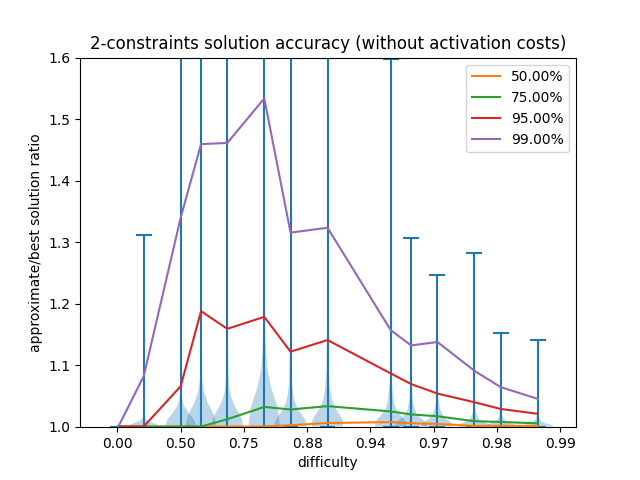 2-constraints solution accuracy (without activation costs)
approximate/best solution ratio
1.6
1.5
1.4
1.3
1.2
1.1
1.0
50.00%
75.00%
95.00%
99.00%
0.00 0.50 0.75 0.88 0.94 0.97 0.98 0.99
difficulty